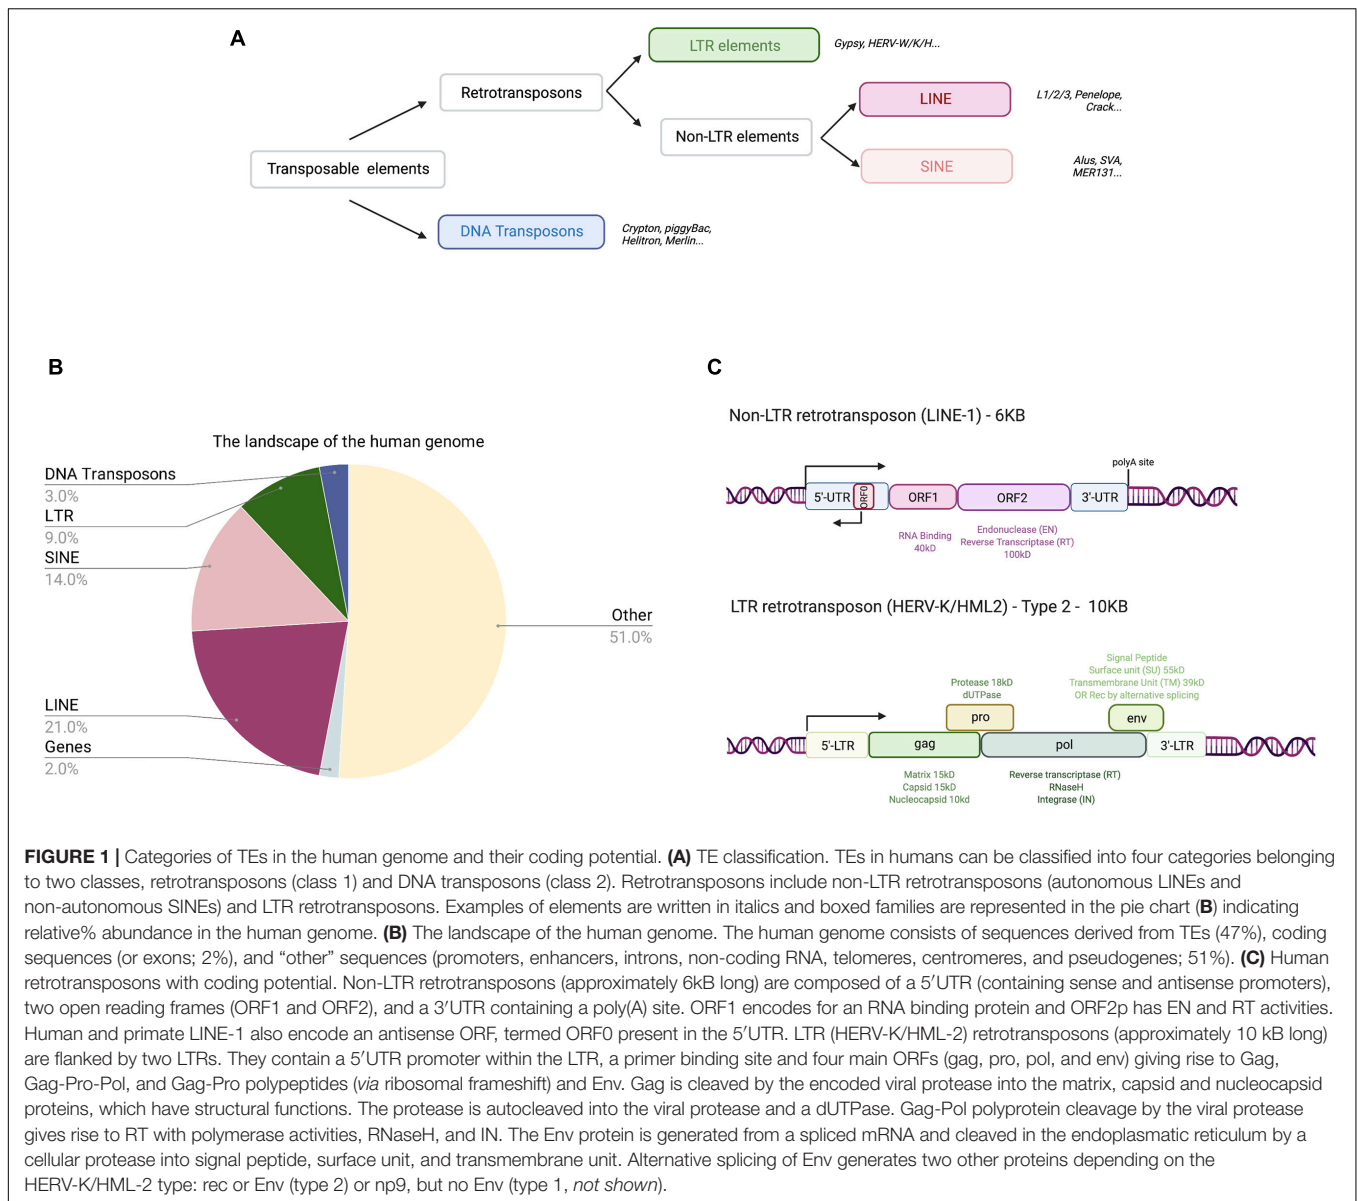 A
LTR elements
Gypsy, HERV-W/K/H...
Retrotransposons
LINE
L1/2/3, Penelope,
Crack...
Non-LTR elements
Transposable elements
SINE
Alus, SVA,
MER131...
DNA Transposons
Crypton, piggyBac,
Helitron, Merlin...
B
The landscape of the human genome
DNA Transposons
3.0%
LTR
9.0%
SINE
14.0%
Other
51.0%
LINE
21.0%
Genes
2.0%
C
Non-LTR retrotransposon (LINE-1) - 6KB
polyA site
5'-UTR
ORF0
ORF1
ORF2
3'-UTR
RNA Binding
40kD
Endonuclease (EN)
Reverse Transcriptase (RT)
100kD
LTR retrotransposon (HERV-K/HML2) - Type 2 - 10KB
Signal Peptide
Surface unit (SU) 55kD
Transmembrane Unit (TM) 39kD
OR Rec by alternative splicing
Protease 18kD
dUTPase
pro
env
5'-LTR
gag
pol
3'-LTR
Matrix 15kD
Capsid 15kD
Nucleocapsid 10kd
Reverse transcriptase (RT)
RNaseH
Integrase (IN)
FIGURE 1 | Categories of TEs in the human genome and their coding potential. (A) TE classification. TEs in humans can be classified into four categories belonging
to two classes, retrotransposons (class 1) and DNA transposons (class 2). Retrotransposons include non-LTR retrotransposons (autonomous LINEs and
non-autonomous SINEs) and LTR retrotransposons. Examples of elements are written in italics and boxed families are represented in the pie chart (B) indicating
relative% abundance in the human genome. (B) The landscape of the human genome. The human genome consists of sequences derived from TEs (47%), coding
sequences (or exons; 2%), and “other” sequences (promoters, enhancers, introns, non-coding RNA, telomeres, centromeres, and pseudogenes; 51%). (C) Human
retrotransposons with coding potential. Non-LTR retrotransposons (approximately 6kB long) are composed of a 5′UTR (containing sense and antisense promoters),
two open reading frames (ORF1 and ORF2), and a 3′UTR containing a poly(A) site. ORF1 encodes for an RNA binding protein and ORF2p has EN and RT activities.
Human and primate LINE-1 also encode an antisense ORF, termed ORF0 present in the 5′UTR. LTR (HERV-K/HML-2) retrotransposons (approximately 10 kB long)
are flanked by two LTRs. They contain a 5′UTR promoter within the LTR, a primer binding site and four main ORFs (gag, pro, pol, and env) giving rise to Gag,
Gag-Pro-Pol, and Gag-Pro polypeptides (via ribosomal frameshift) and Env. Gag is cleaved by the encoded viral protease into the matrix, capsid and nucleocapsid
proteins, which have structural functions. The protease is autocleaved into the viral protease and a dUTPase. Gag-Pol polyprotein cleavage by the viral protease
gives rise to RT with polymerase activities, RNaseH, and IN. The Env protein is generated from a spliced mRNA and cleaved in the endoplasmatic reticulum by a
cellular protease into signal peptide, surface unit, and transmembrane unit. Alternative splicing of Env generates two other proteins depending on the
HERV-K/HML-2 type: rec or Env (type 2) or np9, but no Env (type 1, not shown).